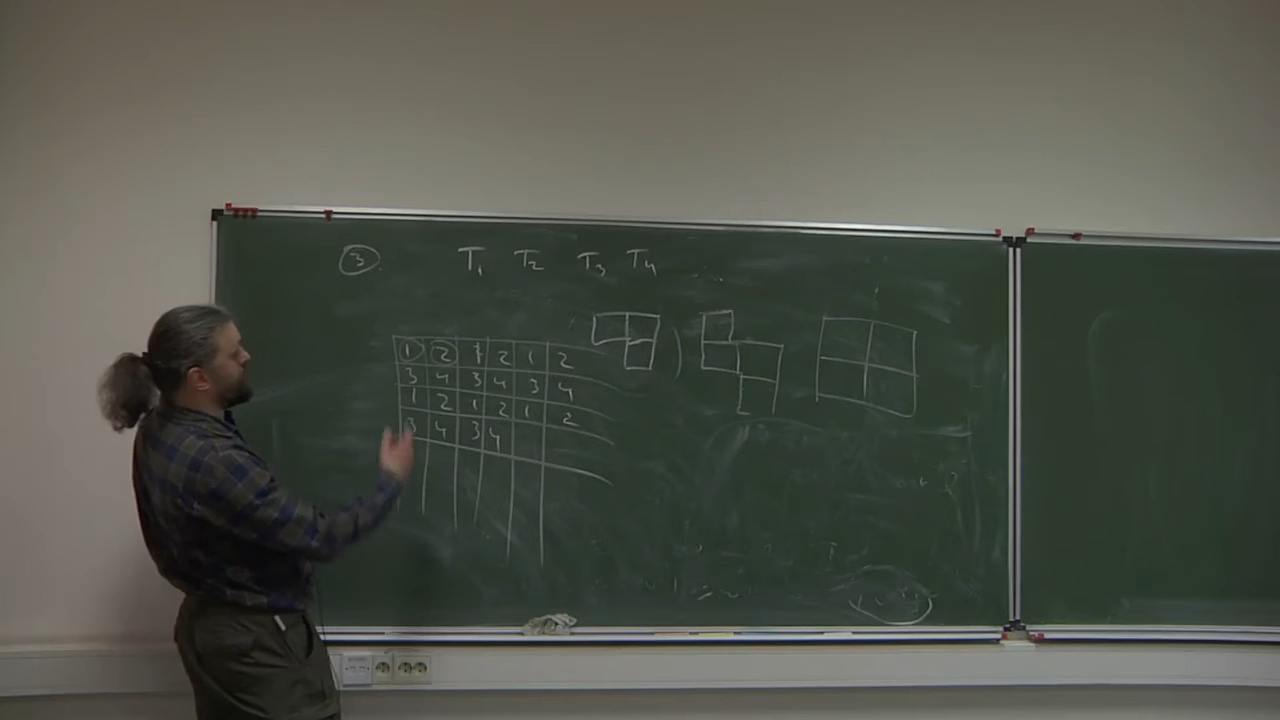 3
T₁ T₂ T₃ T₄ ...
1 2 1 2 1 2
3 4 3 4 3 4
1 2 1 2 1 2
3 4 3 4